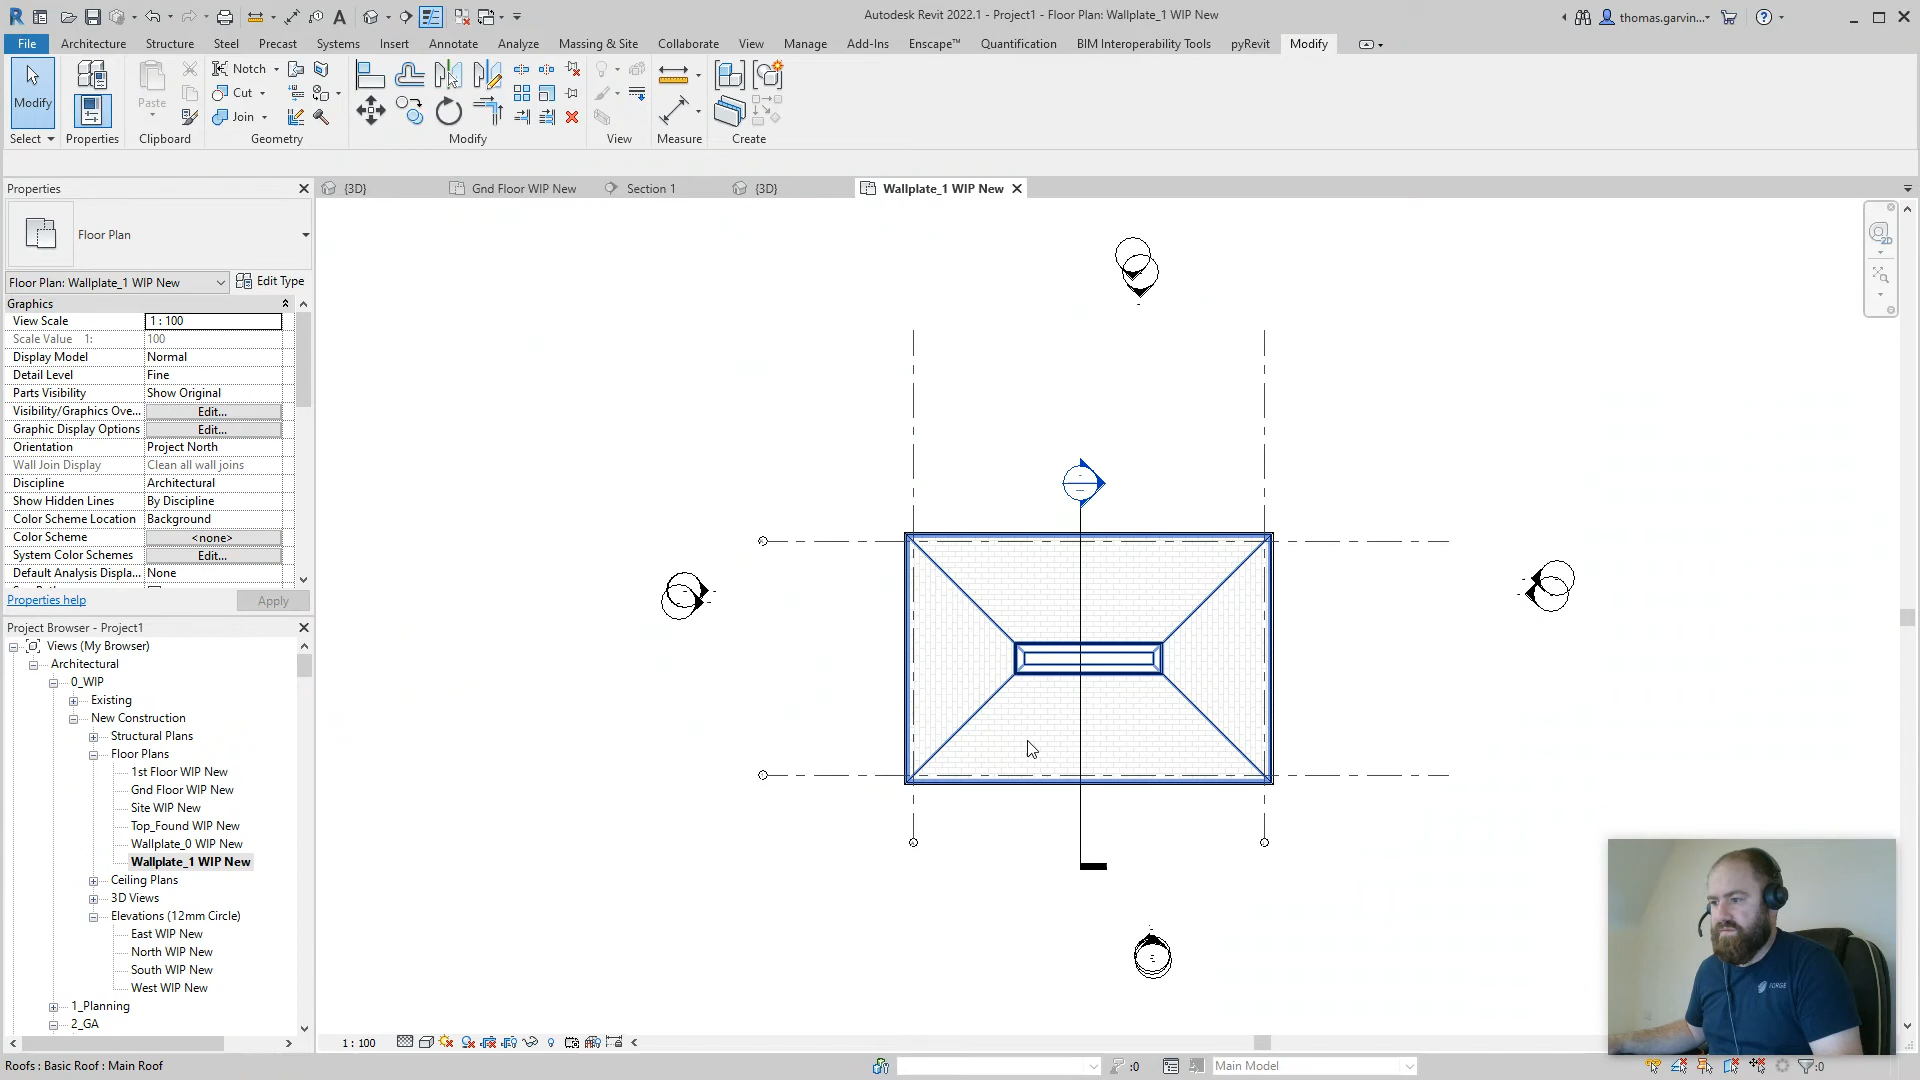 Autodesk Revit 2022.1 - Project1 - Floor Plan: Wallplate_1 WIP New
thomas.garvin...
File Architecture Structure Steel Precast Systems Insert Annotate Analyze Massing & Site Collaborate View Manage Add-Ins Enscape™ Quantification BIM Interoperability Tools pyRevit Modify
Modify
Paste
Notch
Cut
Join
Select Properties Clipboard Geometry Modify View Measure Create
Properties
{3D} Gnd Floor WIP New Section 1 {3D} Wallplate_1 WIP New
Floor Plan
Floor Plan: Wallplate_1 WIP New Edit Type
Graphics
View Scale 1 : 100
Scale Value 1: 100
Display Model Normal
Detail Level Fine
Parts Visibility Show Original
Visibility/Graphics Ove... Edit...
Graphic Display Options Edit...
Orientation Project North
Wall Join Display Clean all wall joins
Discipline Architectural
Show Hidden Lines By Discipline
Color Scheme Location Background
Color Scheme <none>
System Color Schemes Edit...
Default Analysis Displa... None
Properties help Apply
Project Browser - Project1
Views (My Browser)
Architectural
0_WIP
Existing
New Construction
Structural Plans
Floor Plans
1st Floor WIP New
Gnd Floor WIP New
Site WIP New
Top_Found WIP New
Wallplate_0 WIP New
Wallplate_1 WIP New
Ceiling Plans
3D Views
Elevations (12mm Circle)
East WIP New
North WIP New
South WIP New
West WIP New
1_Planning
2_GA
FORGE
1 : 100
Roofs : Basic Roof : Main Roof
:0
Main Model
:0
2D